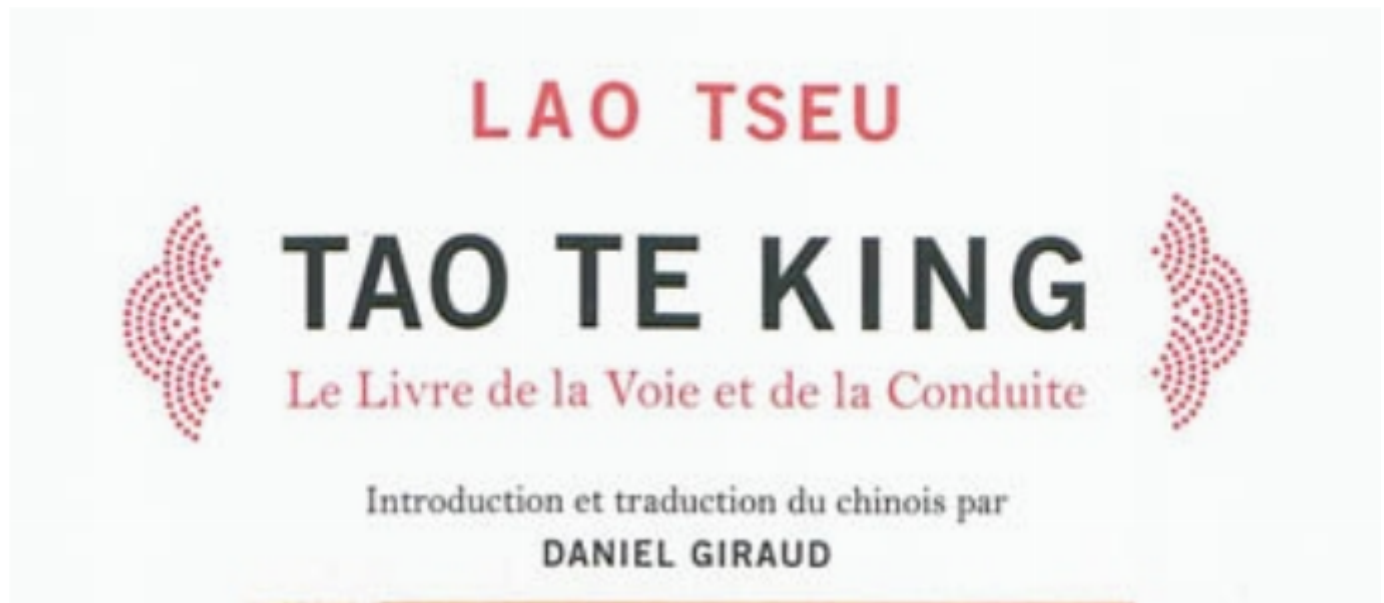 LAO TSEU
TAO TE KING
Le Livre de la Voie et de la Conduite
Introduction et traduction du chinois par
DANIEL GIRAUD